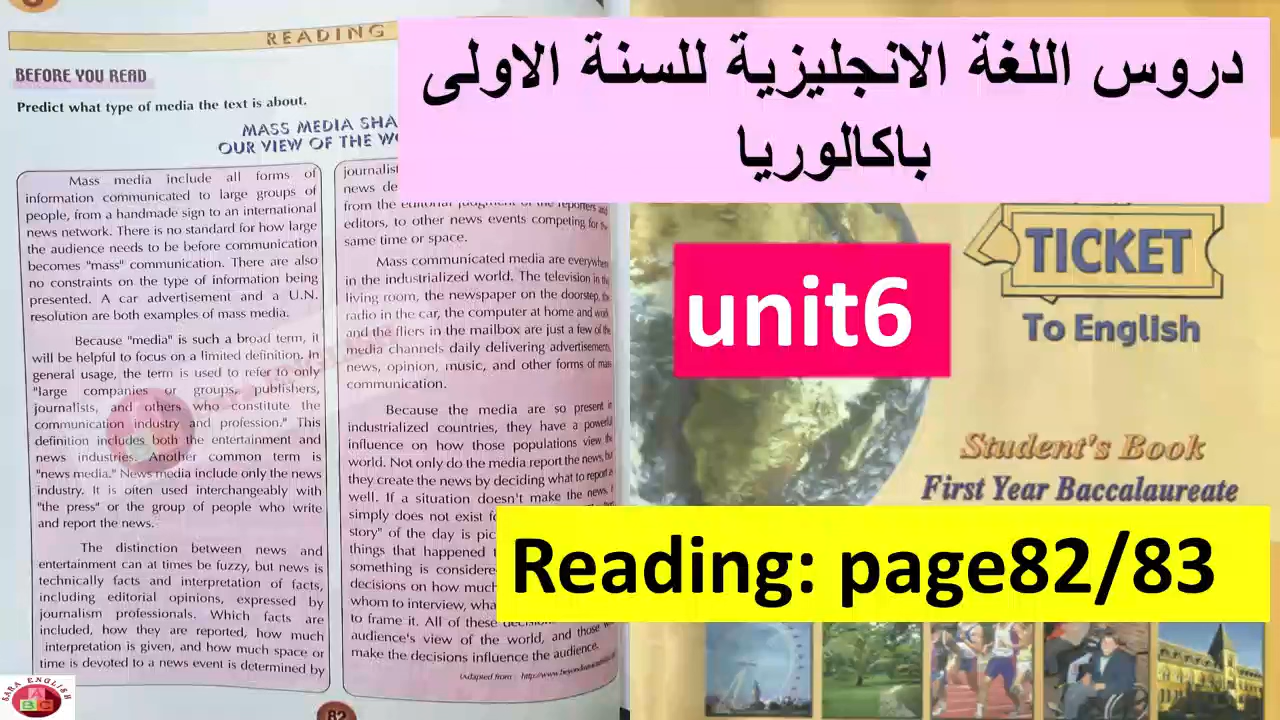 READING
BEFORE YOU READ
Predict what type of media the text is about.
MASS MEDIA SHA
OUR VIEW OF THE WO
Mass media include all forms of
information communicated to large groups of
people, from a handmade sign to an international
news network. There is no standard for how large
the audience needs to be before communication
becomes "mass" communication. There are also
no constraints on the type of information being
presented. A car advertisement and a U.N.
resolution are both examples of mass media.
Because "media" is such a broad term, it
will be helpful to focus on a limited definition. In
general usage, the term is used to refer to only
"large companies or groups, publishers,
journalists, and others who constitute the
communication industry and profession." This
definition includes both the entertainment and
news industries. Another common term is
"news media." News media include only the news
industry. It is often used interchangeably with
"the press" or the group of people who write
and report the news.
The distinction between news and
entertainment can at times be fuzzy, but news is
technically facts and interpretation of facts,
including editorial opinions, expressed by
journalism professionals. Which facts are
included, how they are reported, how much
interpretation is given, and how much space or
time is devoted to a news event is determined by
journalist
news de
from the editorial judgment of the reporters and
editors, to other news events competing for the
same time or space.
Mass communicated media are everywhere
in the industrialized world. The television in the
living room, the newspaper on the doorstep, the
radio in the car, the computer at home and work
and the fliers in the mailbox are just a few of the
media channels daily delivering advertisements,
news, opinion, music, and other forms of mass
communication.
Because the media are so present in
industrialized countries, they have a powerful
influence on how those populations view the
world. Not only do the media report the news, but
they create the news by deciding what to report as
well. If a situation doesn't make the news, i
simply does not exist fo
story" of the day is pic
things that happened t
something is considere
decisions on how much
whom to interview, wha
to frame it. All of these decisions
audience's view of the world, and those w
make the decisions influence the audience.
(Adapted from : http://www.beyond
82
دروس اللغة الانجليزية للسنة الاولى
باكالوريا
unit6
TICKET
To English
Student's Book
First Year Baccalaureate
Reading: page82/83
SARA ENGLISH
ABC